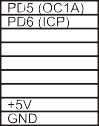 PD5 (OC1A)
PD6 (ICP)
+5V
GND